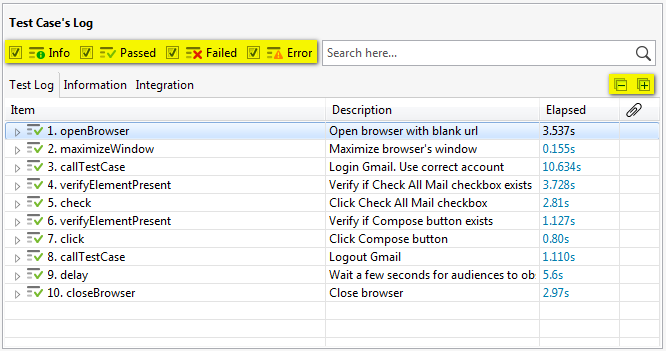 Test Case's Log
Info Passed Failed Error Search here...
Test Log Information Integration
Item Description Elapsed
1. openBrowser Open browser with blank url 3.537s
2. maximizeWindow Maximize browser's window 0.155s
3. callTestCase Login Gmail. Use correct account 10.634s
4. verifyElementPresent Verify if Check All Mail checkbox exists 3.728s
5. check Click Check All Mail checkbox 2.81s
6. verifyElementPresent Verify if Compose button exists 1.127s
7. click Click Compose button 0.80s
8. callTestCase Logout Gmail 1.110s
9. delay Wait a few seconds for audiences to ob 5.6s
10. closeBrowser Close browser 2.97s